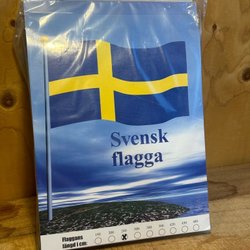 Svensk
flagga
Flaggans
längd i cm: